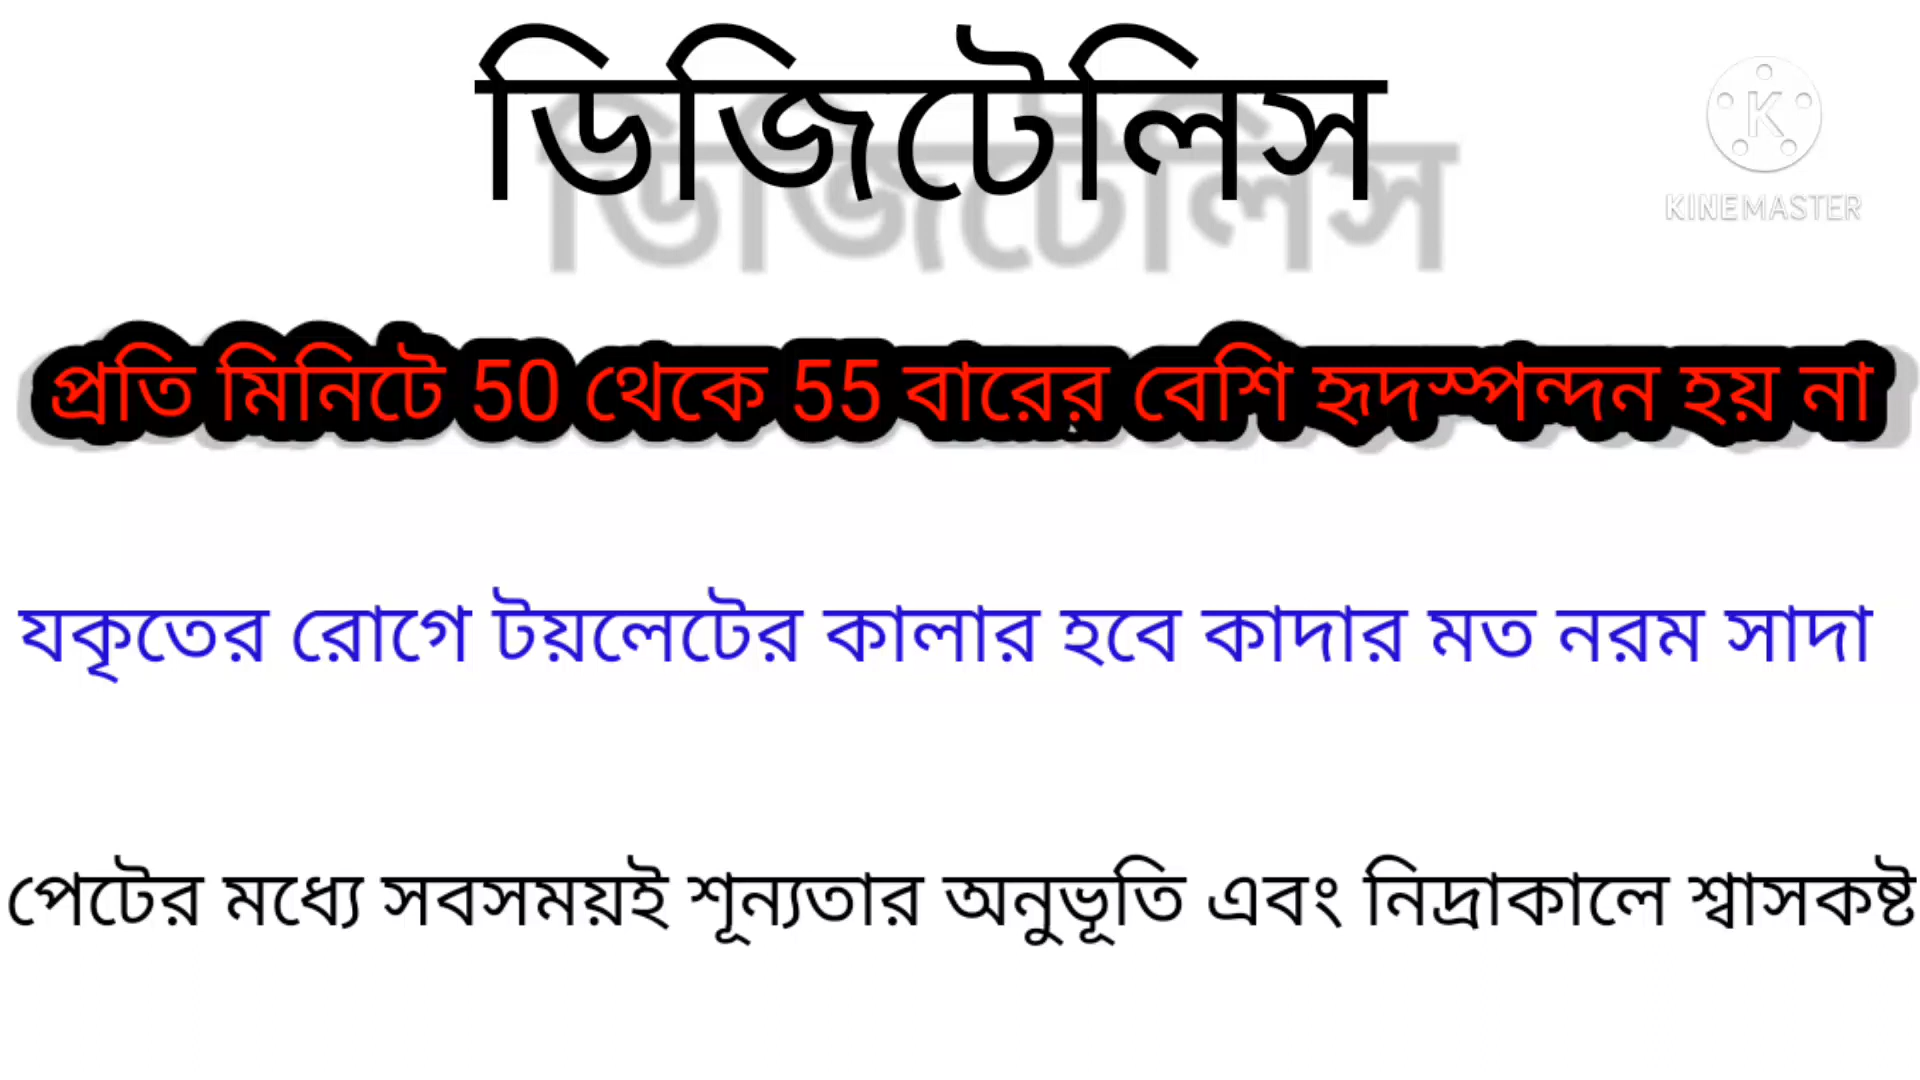 ডিজিটেলিস
KINEMASTER
প্রতি মিনিটে 50 থেকে 55 বারের বেশি হৃদস্পন্দন হয় না
যকৃতের রোগে টয়লেটের কালার হবে কাদার মত নরম সাদা
পেটের মধ্যে সবসময়ই শূন্যতার অনুভূতি এবং নিদ্রাকালে শ্বাসকষ্ট